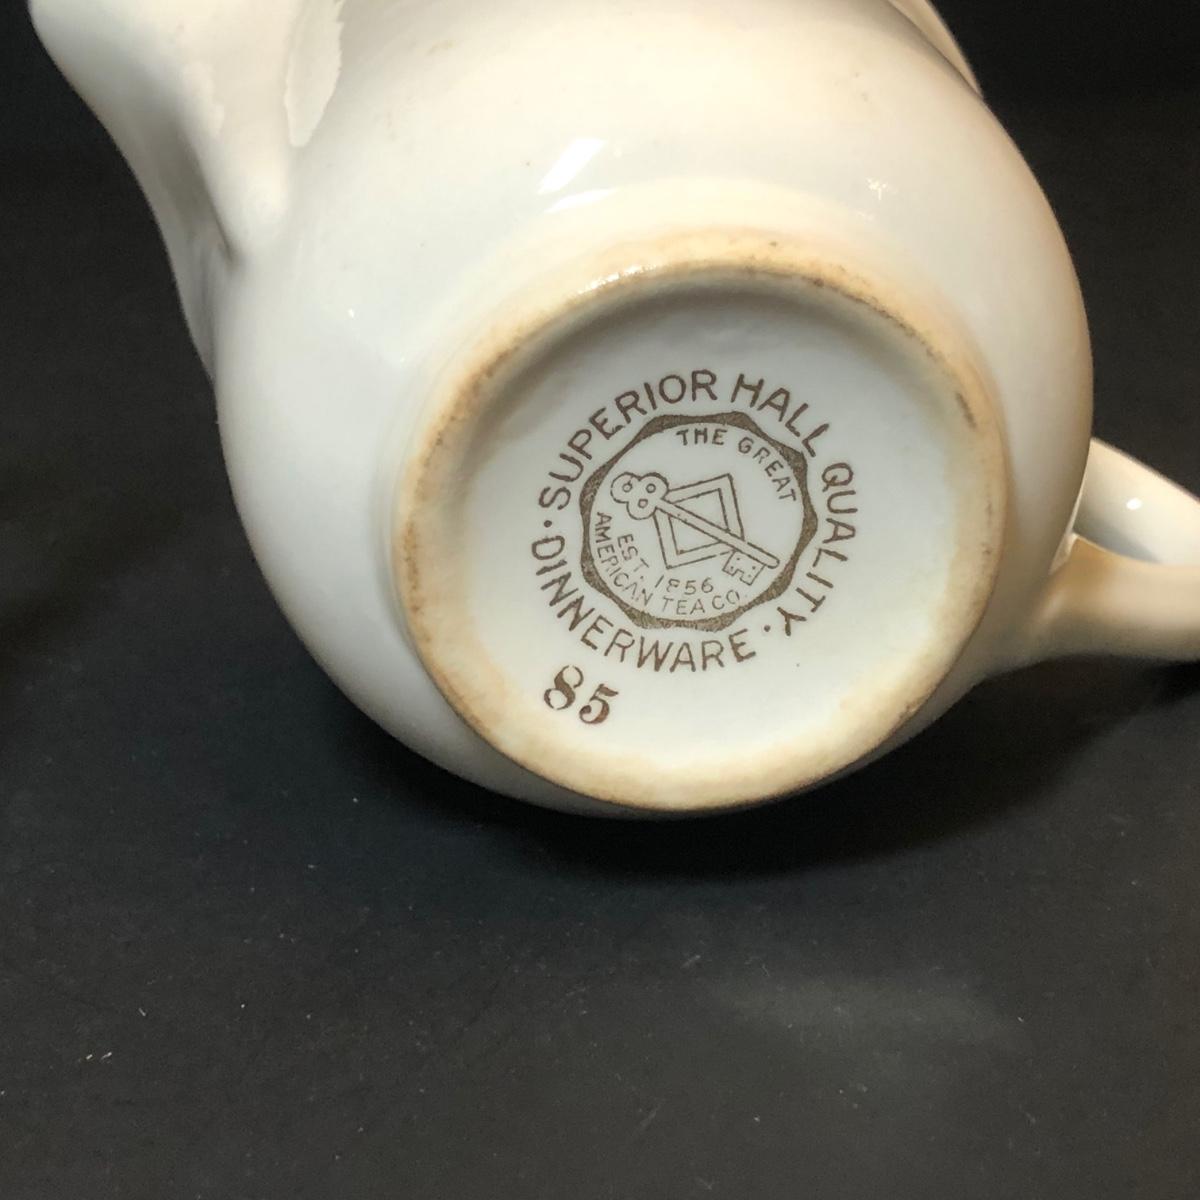 · SUPERIOR HALL QUALITY ·
DINNERWARE
THE GREAT
EST. 1856
AMERICAN TEA CO.
85